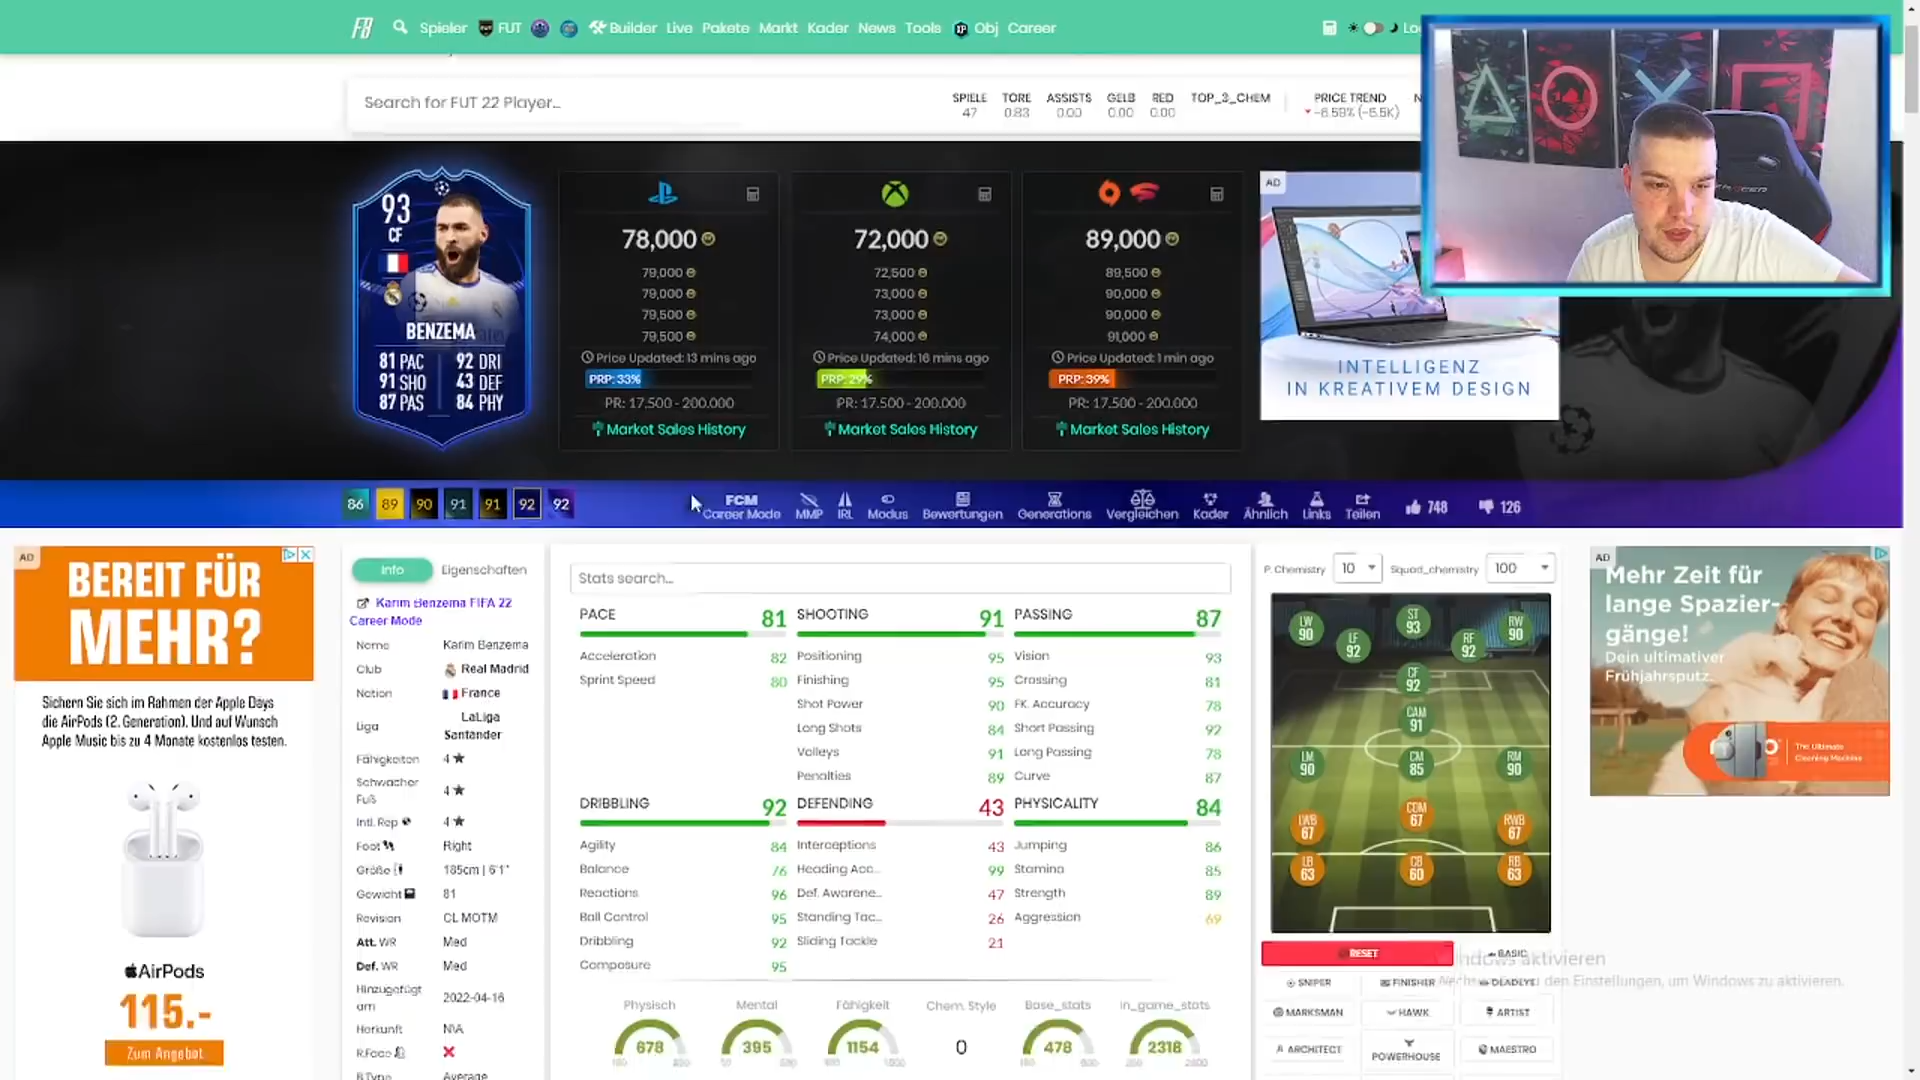 FB Spieler FUT Builder Live Pakete Markt Kader News Tools Obj Career
Search for FUT 22 Player...
SPIELE TORE ASSISTS GELB RED TOP_3_CHEM PRICE TREND
47 0.83 0.00 0.00 0.00 -6.59% (-5.5K)
93
CF
BENZEMA
81 PAC 92 DRI
91 SHO 43 DEF
87 PAS 84 PHY
78,000
79,000
79,000
79,500
79,500
Price Updated: 13 mins ago
PRP: 33%
PR: 17.500 - 200.000
Market Sales History
72,000
72,500
73,000
73,000
74,000
Price Updated: 16 mins ago
PRP: 29%
PR: 17.500 - 200.000
Market Sales History
89,000
89,500
90,000
90,000
91,000
Price Updated: 1 min ago
PRP: 39%
PR: 17.500 - 200.000
Market Sales History
AD
INTELLIGENZ
IN KREATIVEM DESIGN
86 89 90 91 91 92 92
FCM
Career Mode MMP IRL Modus Bewertungen Generations Vergleichen Kader Ähnlich Links Teilen 748 126
AD
BEREIT FÜR
MEHR?
Sichern Sie sich im Rahmen der Apple Days
die AirPods (2. Generation). Und auf Wunsch
Apple Music bis zu 4 Monate kostenlos testen.
AirPods
115.-
Zum Angebot
Info Eigenschaften
Karim Benzema FIFA 22
Career Mode
Name Karim Benzema
Club Real Madrid
Nation France
Liga LaLiga
Santander
Fähigkeiten 4
Schwacher
Fuß 4
Intl. Rep 4
Foot Right
Größe 185cm | 6'1"
Gewicht 81
Revision CL MOTM
Att. WR Med
Def. WR Med
Hinzugefügt
am 2022-04-16
Herkunft N\A
R.Face
B.Type Average
Stats search...
PACE 81 SHOOTING 91 PASSING 87
Acceleration 82 Positioning 95 Vision 93
Sprint Speed 80 Finishing 95 Crossing 81
Shot Power 90 FK. Accuracy 78
Long Shots 84 Short Passing 92
Volleys 91 Long Passing 78
Penalties 89 Curve 87
DRIBBLING 92 DEFENDING 43 PHYSICALITY 84
Agility 84 Interceptions 43 Jumping 86
Balance 76 Heading Acc... 99 Stamina 85
Reactions 96 Def. Awarene... 47 Strength 89
Ball Control 95 Standing Tac... 26 Aggression 69
Dribbling 92 Sliding Tackle 21
Composure 95
Physisch Mental Fähigkeit Chem. Style Base_stats In_game_stats
678 395 1154 0 478 2318
P. Chemistry 10 Squad_chemistry 100
LW 90
ST 93
RW 90
LF 92
RF 92
CF 92
CAM 91
LM 90
CM 85
RM 90
LWB 67
CDM 67
RWB 67
LB 63
CB 60
RB 63
RESET BASIC
Windows aktivieren
SNIPER FINISHER DEADEYE
den Einstellungen, um Windows zu aktivieren.
MARKSMAN HAWK ARTIST
ARCHITECT POWERHOUSE MAESTRO
AD
Mehr Zeit für
lange Spazier-
gänge!
Dein ultimativer
Frühjahrsputz.
The Ultimate
Cleaning Machine